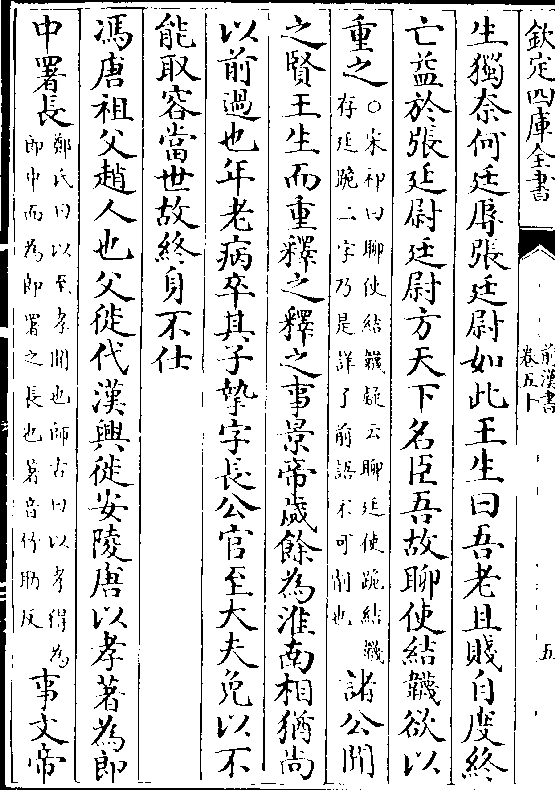 欽定四庫全書
前漢書
卷五十
五
生獨奈何廷辱張廷尉如此王生曰吾老且賤自度終
亡益於張廷尉廷尉方天下名臣吾故聊使結韈欲以
重之
○宋祁曰聊使結韈疑云聊廷使跪結韈
存廷跪二字乃是詳了前語不可削也
諸公聞
之賢王生而重釋之釋之事景帝歲餘為淮南相猶尚
以前過也年老病卒其子摯字長公官至大夫免以不
能取容當世故終身不仕
馮唐祖父趙人也父徙代漢興徙安陵唐以孝著為郎
中署長
鄭氏曰以至孝聞也師古曰以孝得為
郎中而為郎署之長也著音竹助反
事文帝